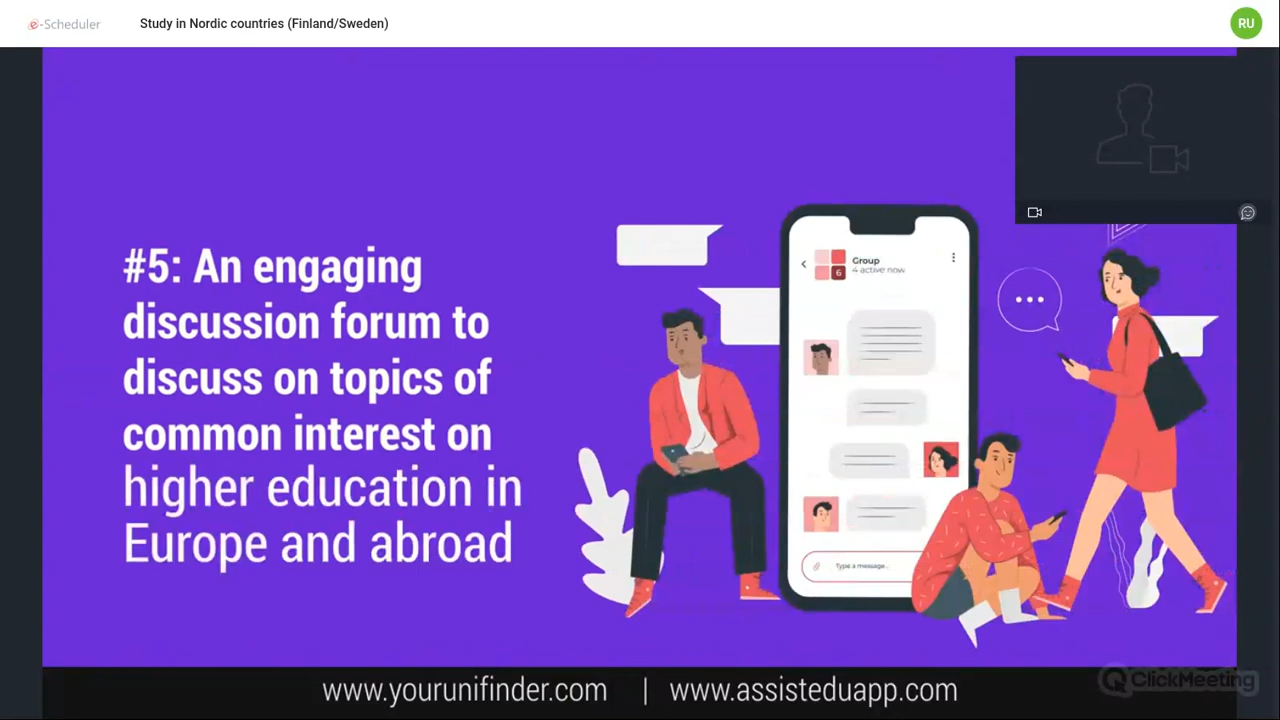 e-Scheduler
Study in Nordic countries (Finland/Sweden)
RU
#5: An engaging
discussion forum to
discuss on topics of
common interest on
higher education in
Europe and abroad
Group
4 active now
6
Type a message..
www.yourunifinder.com | www.assisteduapp.com
ClickMeeting